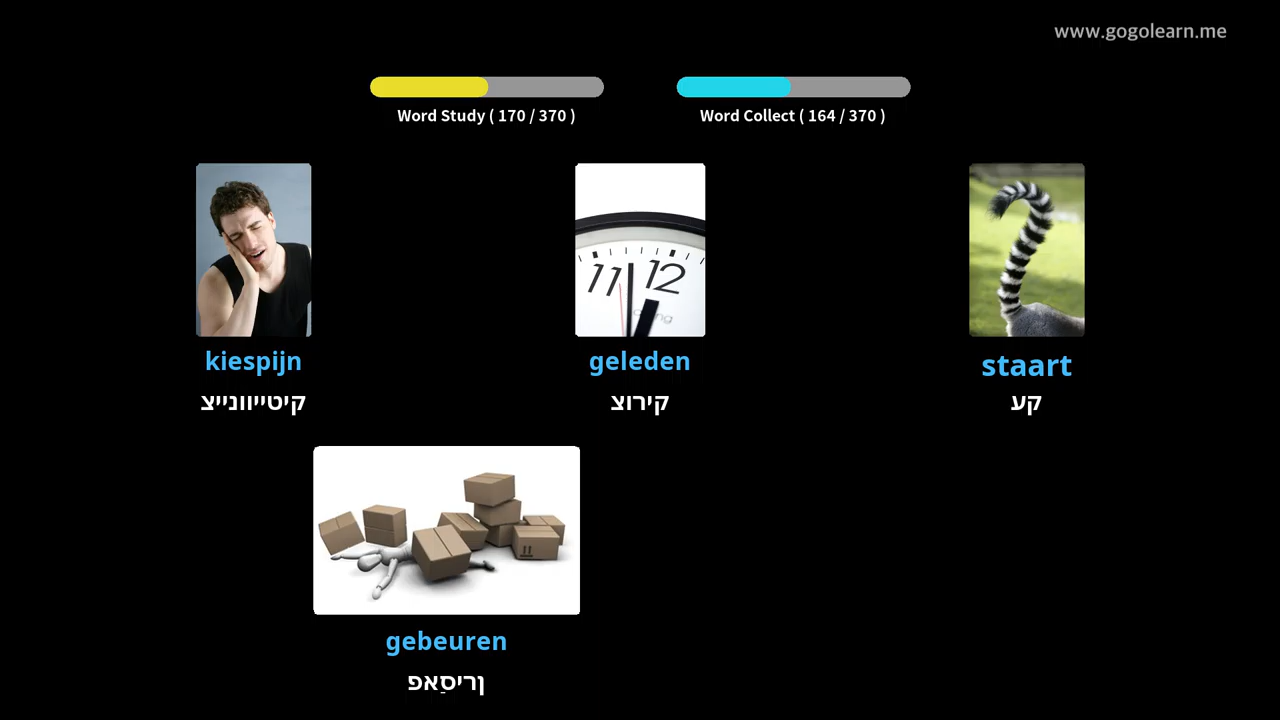 www.gogolearn.me
Word Study ( 170 / 370 )
Word Collect ( 164 / 370 )
kiespijn
קיטייוונייצ
geleden
קירוצ
staart
קע
gebeuren
ןריסַאפ